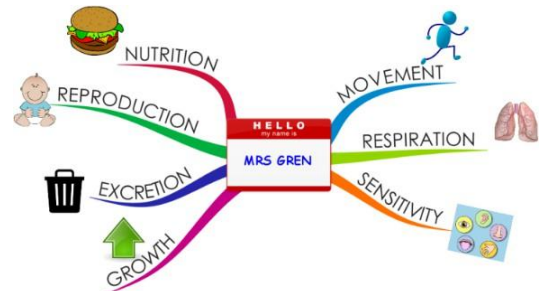 NUTRITION
REPRODUCTION
EXCRETION
GROWTH
HELLO
my name is
MRS GREN
MOVEMENT
RESPIRATION
SENSITIVITY